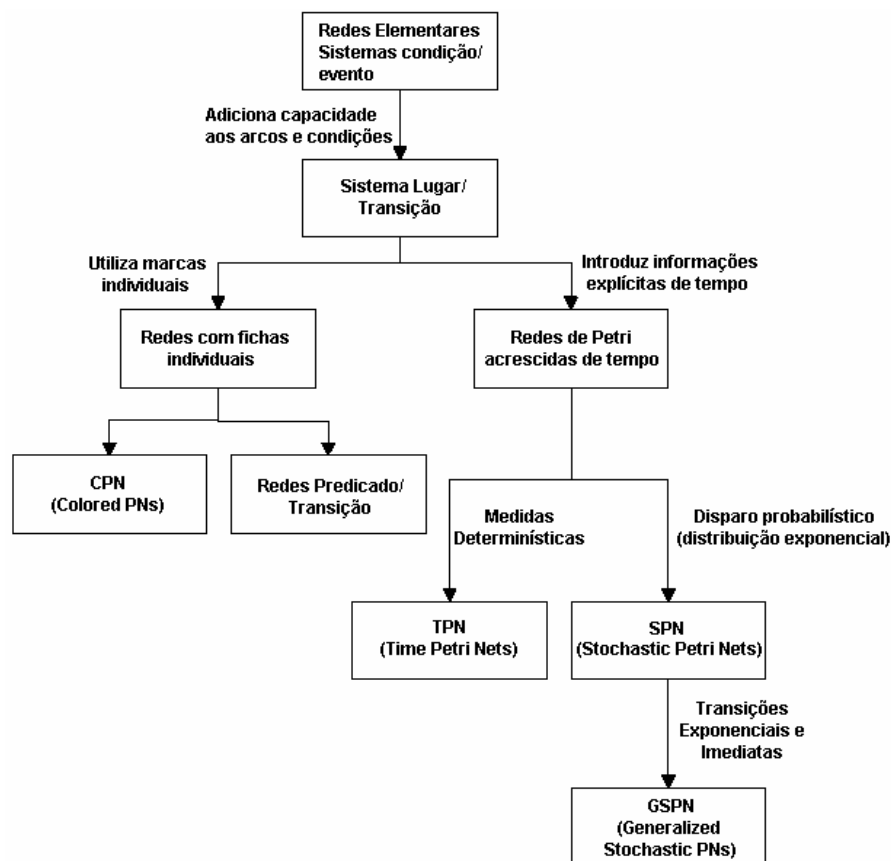 Redes Elementares
Sistemas condição/
evento
Adiciona capacidade
aos arcos e condições
Sistema Lugar/
Transição
Utiliza marcas
individuais
Introduz informações
explícitas de tempo
Redes com fichas
individuais
Redes de Petri
acrescidas de tempo
CPN
(Colored PNs)
Redes Predicado/
Transição
Medidas
Determinísticas
Disparo probabilístico
(distribuição exponencial)
TPN
(Time Petri Nets)
SPN
(Stochastic Petri Nets)
Transições
Exponenciais e
Imediatas
GSPN
(Generalized
Stochastic PNs)